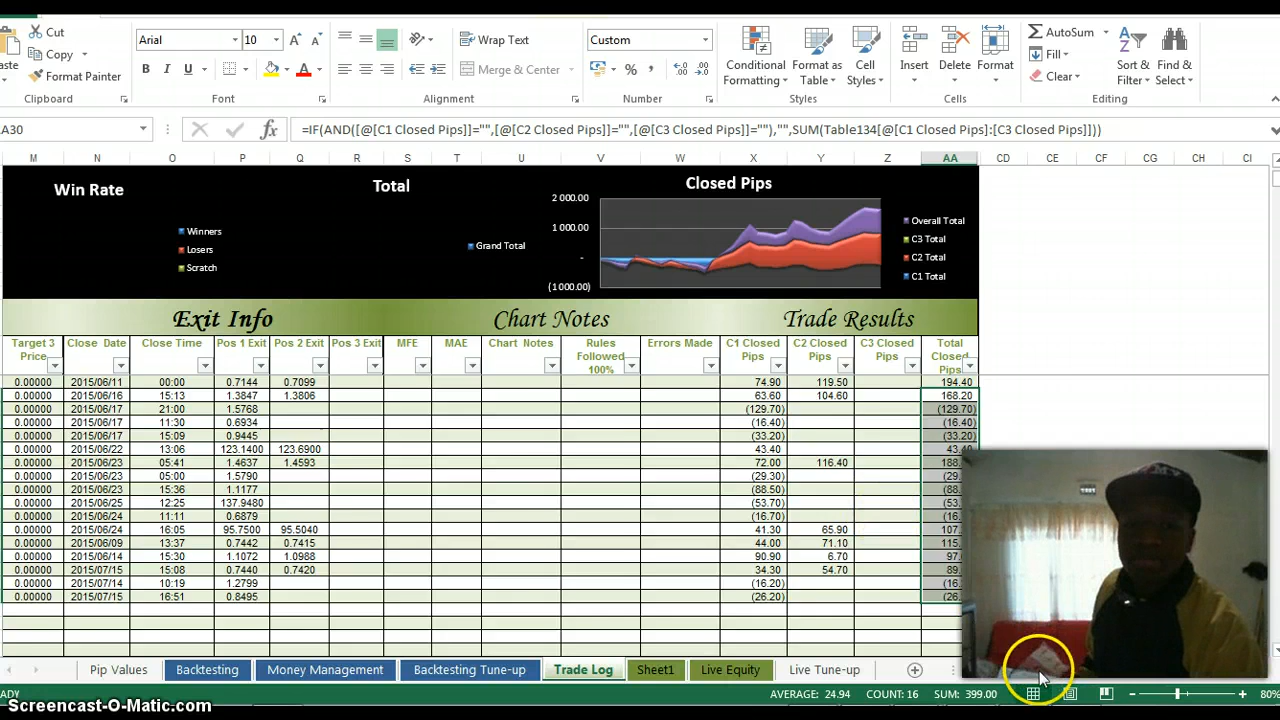 Cut
Copy
aste
Format Painter
Clipboard
Arial
10
B I U
Font
Wrap Text
Merge & Center
Alignment
Custom
%
Number
Conditional Formatting
Format as Table
Cell Styles
Styles
Insert
Delete
Format
Cells
AutoSum
Fill
Clear
Sort & Filter
Find & Select
Editing
A30
fx
=IF(AND([@[C1 Closed Pips]]="",[@[C2 Closed Pips]]="",[@[C3 Closed Pips]]=""),"",SUM(Table134[@[C1 Closed Pips]:[C3 Closed Pips]]))
M N O P Q R S T U V W X Y Z AA CD CE CF CG CH CI
Win Rate
Winners
Losers
Scratch
Total
Grand Total
Closed Pips
2 000.00
1 000.00
-
(1 000.00)
Overall Total
C3 Total
C2 Total
C1 Total
Exit Info
Chart Notes
Trade Results
Target 3 Price
Close Date
Close Time
Pos 1 Exit
Pos 2 Exit
Pos 3 Exit
MFE
MAE
Chart Notes
Rules Followed 100%
Errors Made
C1 Closed Pips
C2 Closed Pips
C3 Closed Pips
Total Closed Pips
0.00000 2015/06/11 00:00 0.7144 0.7099 74.90 119.50 194.40
0.00000 2015/06/16 15:13 1.3847 1.3806 63.60 104.60 168.20
0.00000 2015/06/17 21:00 1.5768 (129.70) (129.70)
0.00000 2015/06/17 11:30 0.6934 (16.40) (16.40)
0.00000 2015/06/17 15:09 0.9445 (33.20) (33.20)
0.00000 2015/06/22 13:06 123.1400 123.6900 43.40 43.40
0.00000 2015/06/23 05:41 1.4637 1.4593 72.00 116.40 188.
0.00000 2015/06/23 05:00 1.5790 (29.30) (29.
0.00000 2015/06/23 15:36 1.1177 (88.50) (88.
0.00000 2015/06/25 12:25 137.9480 (53.70) (53.
0.00000 2015/06/24 11:11 0.6879 (16.70) (16.
0.00000 2015/06/24 16:05 95.7500 95.5040 41.30 65.90 107.
0.00000 2015/06/09 13:37 0.7442 0.7415 44.00 71.10 115.
0.00000 2015/06/14 15:30 1.1072 1.0988 90.90 6.70 97.
0.00000 2015/07/15 15:08 0.7440 0.7420 34.30 54.70 89.
0.00000 2015/07/14 10:19 1.2799 (16.20) (16.
0.00000 2015/07/15 16:51 0.8495 (26.20) (26.
Pip Values
Backtesting
Money Management
Backtesting Tune-up
Trade Log
Sheet1
Live Equity
Live Tune-up
ADY
AVERAGE: 24.94 COUNT: 16 SUM: 399.00
80%
Screencast-O-Matic.com